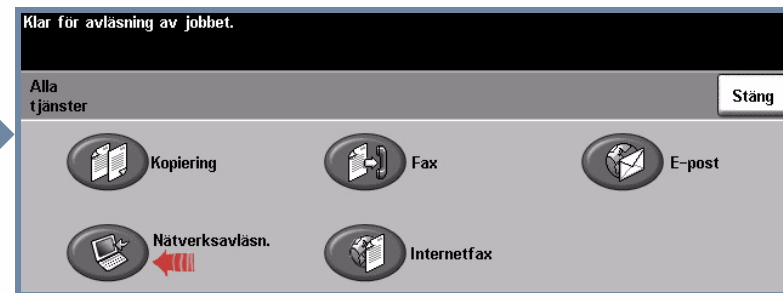 Klar för avläsning av jobbet.
Alla
tjänster
Stäng
Kopiering
Fax
E-post
Nätverksavläsn.
Internetfax